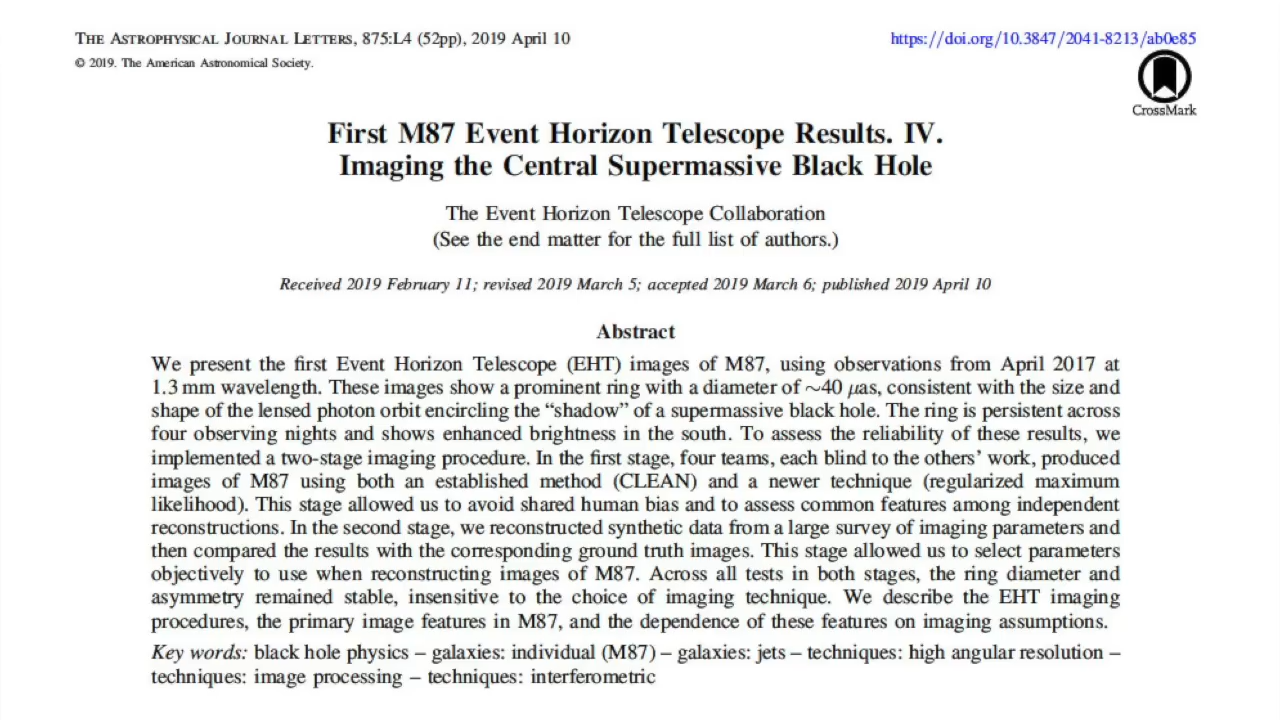 THE ASTROPHYSICAL JOURNAL LETTERS, 875:L4 (52pp), 2019 April 10
https://doi.org/10.3847/2041-8213/ab0e85
© 2019. The American Astronomical Society.
CrossMark
First M87 Event Horizon Telescope Results. IV.
Imaging the Central Supermassive Black Hole
The Event Horizon Telescope Collaboration
(See the end matter for the full list of authors.)
Received 2019 February 11; revised 2019 March 5; accepted 2019 March 6; published 2019 April 10
Abstract
We present the first Event Horizon Telescope (EHT) images of M87, using observations from April 2017 at
1.3 mm wavelength. These images show a prominent ring with a diameter of ~40 μas, consistent with the size and
shape of the lensed photon orbit encircling the “shadow” of a supermassive black hole. The ring is persistent across
four observing nights and shows enhanced brightness in the south. To assess the reliability of these results, we
implemented a two-stage imaging procedure. In the first stage, four teams, each blind to the others’ work, produced
images of M87 using both an established method (CLEAN) and a newer technique (regularized maximum
likelihood). This stage allowed us to avoid shared human bias and to assess common features among independent
reconstructions. In the second stage, we reconstructed synthetic data from a large survey of imaging parameters and
then compared the results with the corresponding ground truth images. This stage allowed us to select parameters
objectively to use when reconstructing images of M87. Across all tests in both stages, the ring diameter and
asymmetry remained stable, insensitive to the choice of imaging technique. We describe the EHT imaging
procedures, the primary image features in M87, and the dependence of these features on imaging assumptions.
Key words: black hole physics – galaxies: individual (M87) – galaxies: jets – techniques: high angular resolution –
techniques: image processing – techniques: interferometric